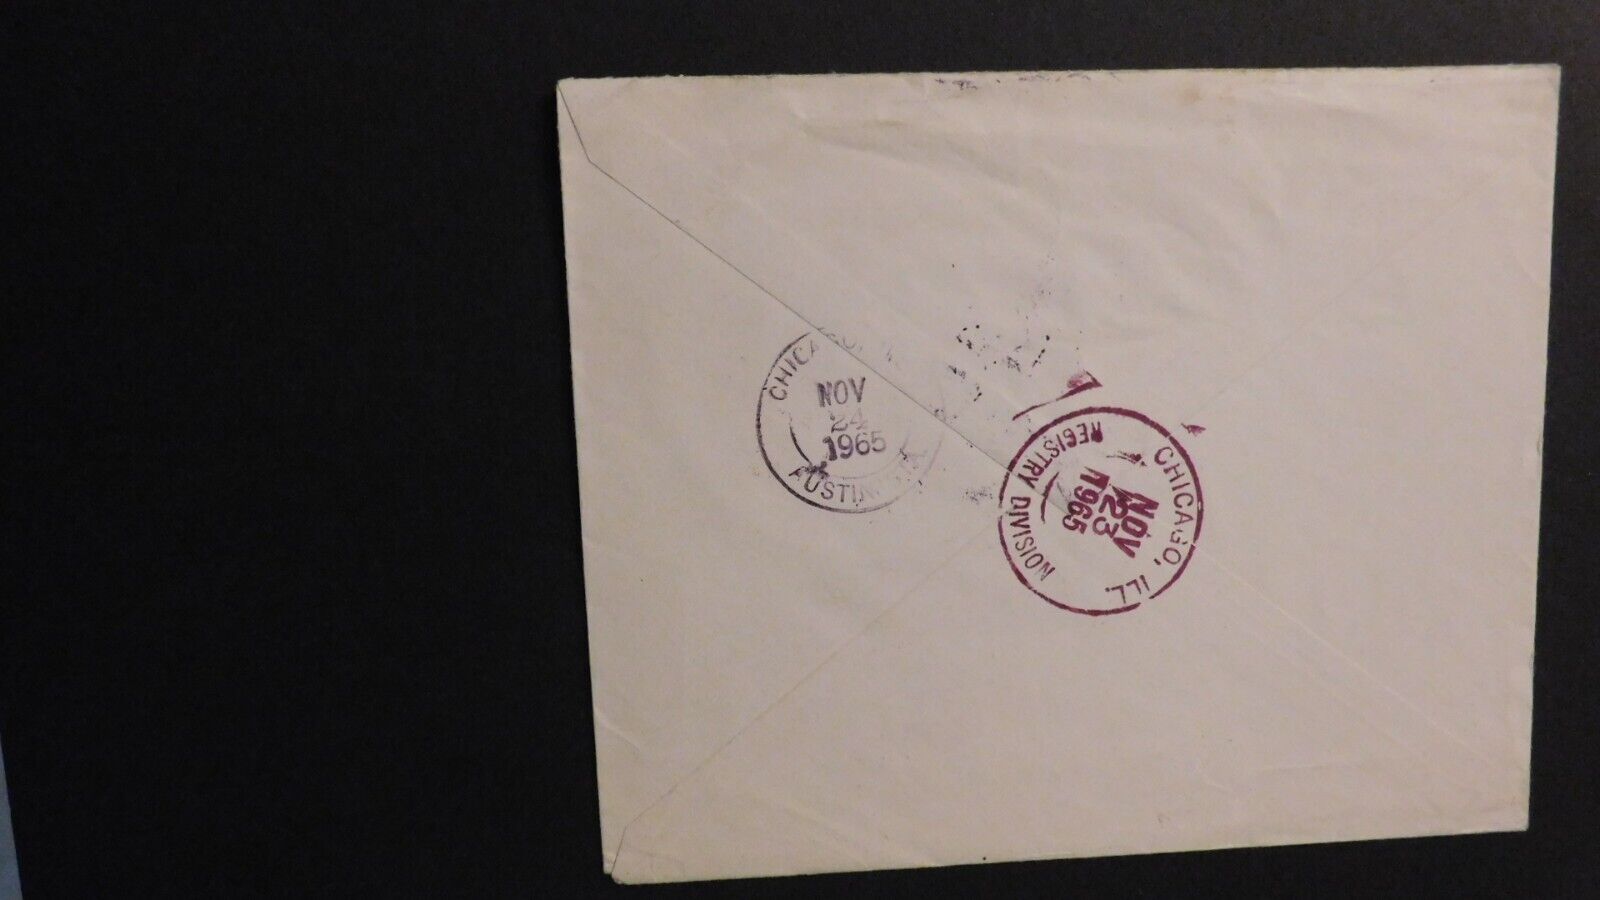 CHICAGO,
NOV
24
1965
AUSTIN
CHICAGO, ILL.
NOV
23
1965
REGISTRY DIVISION